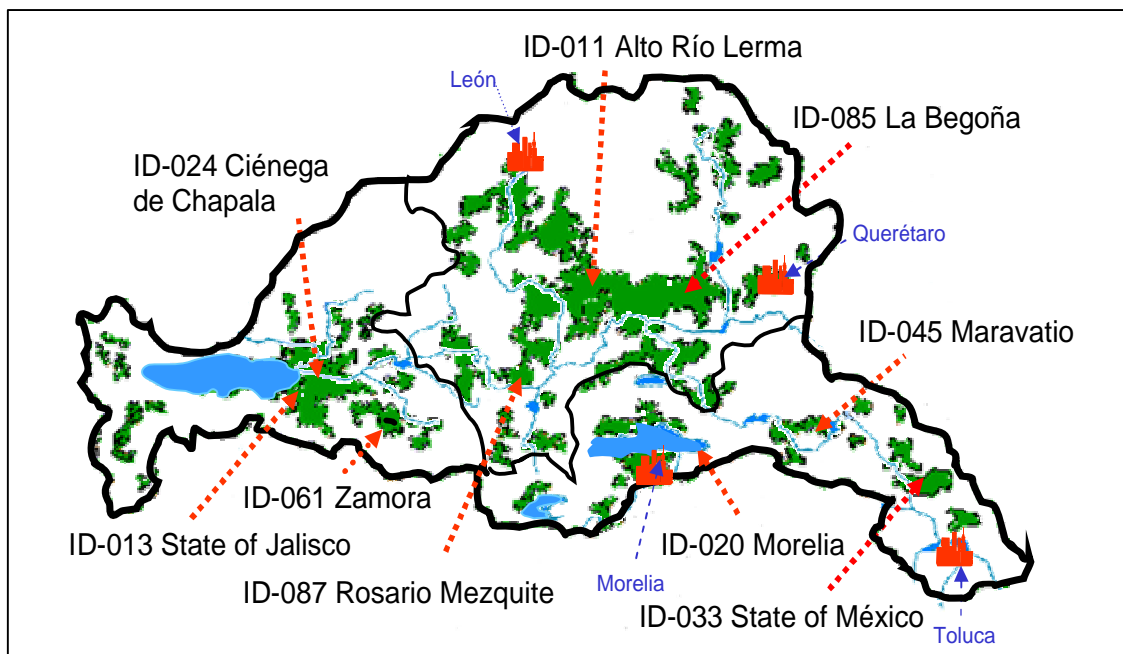 ID-011 Alto Río Lerma
León
ID-085 La Begoña
ID-024 Ciénega
de Chapala
Querétaro
ID-045 Maravatio
ID-061 Zamora
ID-013 State of Jalisco
ID-020 Morelia
ID-087 Rosario Mezquite
Morelia
ID-033 State of México
Toluca